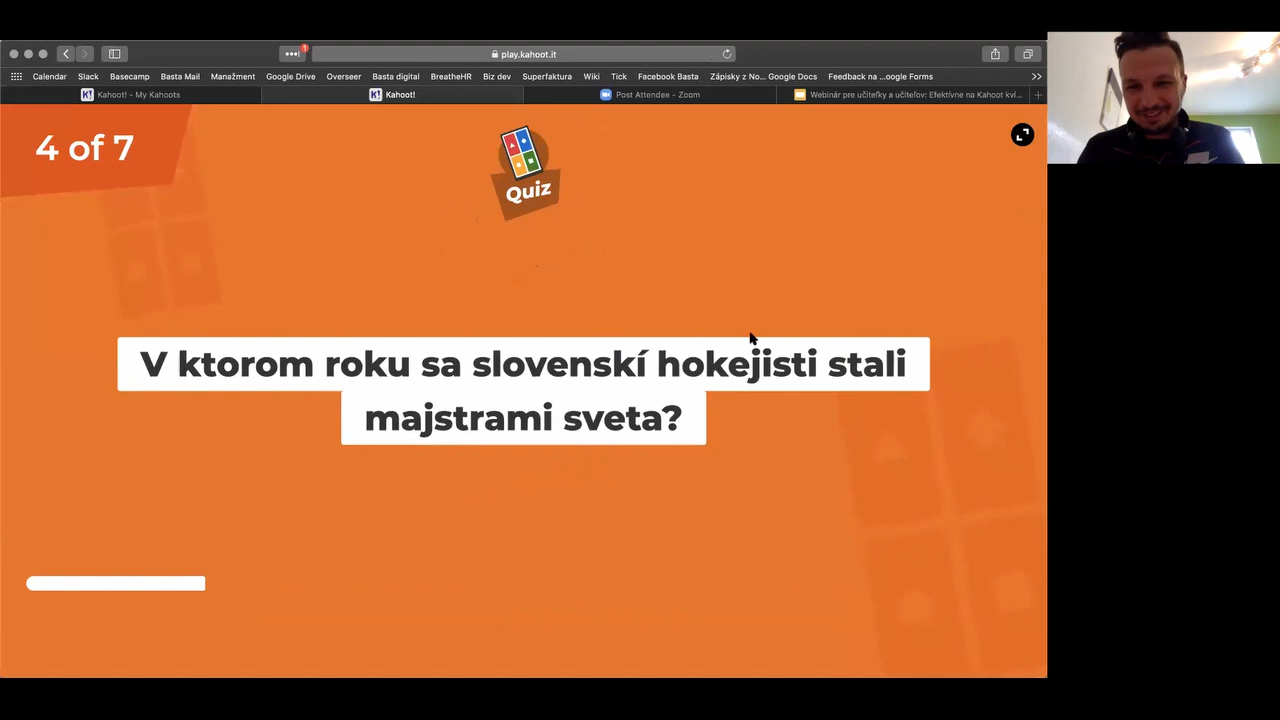 •••| 1
play.kahoot.it
Calendar Slack Basecamp Basta Mail Manažment Google Drive Overseer Basta digital BreatheHR Biz dev Superfaktura Wiki Tick Facebook Basta Zápisky z No... Google Docs Feedback na ...oogle Forms >>
K! Kahoot! - My Kahoots K! Kahoot! Post Attendee - Zoom Webinár pre učiteľky a učiteľov: Efektívne na Kahoot kví... +
4 of 7
Quiz
V ktorom roku sa slovenskí hokejisti stali
majstrami sveta?